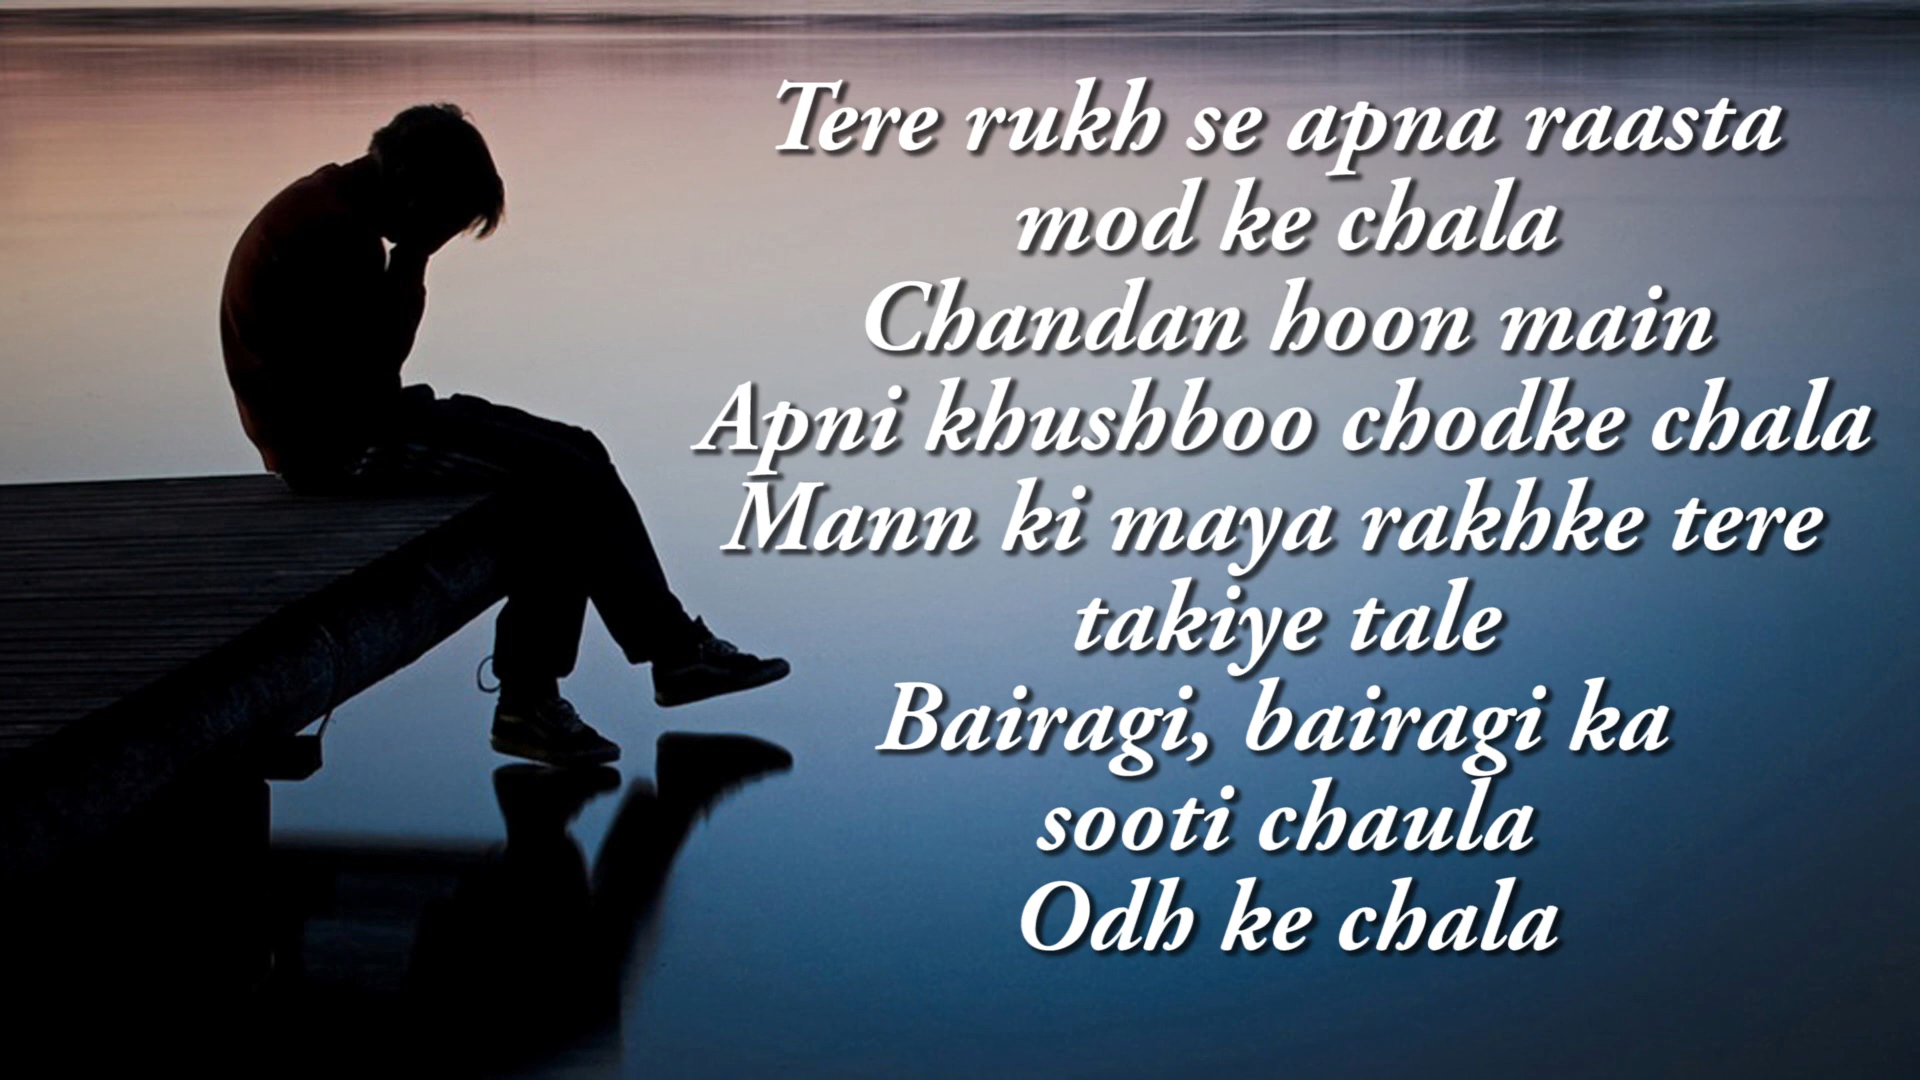 Tere rukh se apna raasta
mod ke chala
Chandan hoon main
Apni khushboo chodke chala
Mann ki maya rakhke tere
takiye tale
Bairagi, bairagi ka
sooti chaula
Odh ke chala